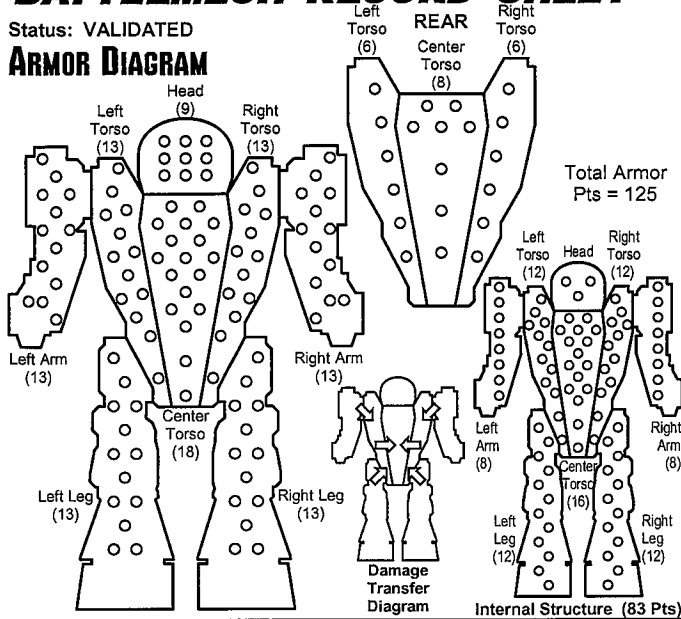 BATTLEMECH RECORD SHEET
Status: VALIDATED
ARMOR DIAGRAM
Head
(9)
Left
Torso
(13)
Right
Torso
(13)
Left Arm
(13)
Right Arm
(13)
Center
Torso
(18)
Left Leg
(13)
Right Leg
(13)
REAR
Left
Torso
(6)
Center
Torso
(8)
Right
Torso
(6)
Total Armor
Pts = 125
Left
Torso
(12)
Head
Right
Torso
(12)
Left
Arm
(8)
Right
Arm
(8)
Center
Torso
(16)
Left
Leg
(12)
Right
Leg
(12)
Damage
Transfer
Diagram
Internal Structure (83 Pts)